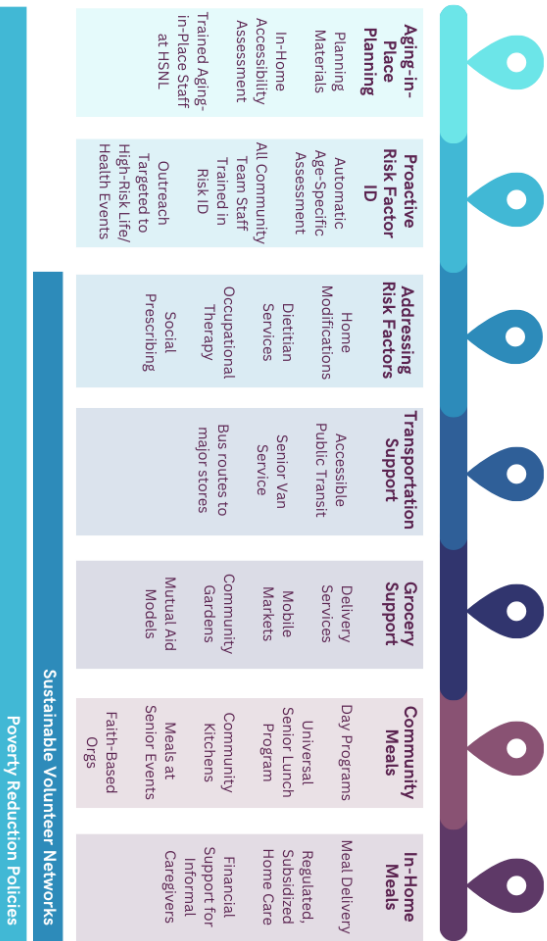 Aging-in-
Place
Planning
Planning
Materials
In-Home
Accessibility
Assessment
Trained Aging-
in-Place Staff
at HSNL
Proactive
Risk Factor
ID
Automatic
Age-Specific
Assessment
All Community
Team Staff
Trained in
Risk ID
Outreach
Targeted to
High-Risk Life/
Health Events
Addressing
Risk Factors
Home
Modifications
Dietitian
Services
Occupational
Therapy
Social
Prescribing
Transportation
Support
Accessible
Public Transit
Senior Van
Service
Bus routes to
major stores
Grocery
Support
Delivery
Services
Mobile
Markets
Community
Gardens
Mutual Aid
Models
Community
Meals
Day Programs
Universal
Senior Lunch
Program
Community
Kitchens
Meals at
Senior Events
Faith-Based
Orgs
In-Home
Meals
Meal Delivery
Regulated,
Subsidized
Home Care
Financial
Support for
Informal
Caregivers
Sustainable Volunteer Networks
Poverty Reduction Policies